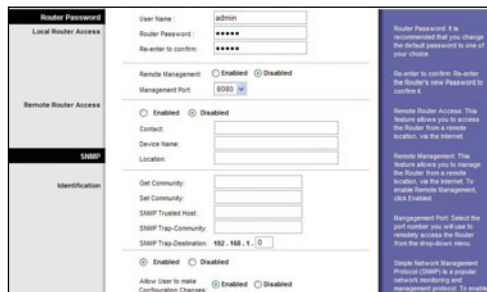 Router Password
Local Router Access
User Name :
admin
Router Password :
•••••
Re-enter to confirm:
•••••
Remote Router Access
Remote Management:
Enabled
Disabled
Management Port:
8080
Enabled
Disabled
Contact:
Device Name:
Location:
SNMP
Identification
Get Community:
Set Community:
SNMP Trusted Host:
SNMP Trap-Community:
SNMP Trap-Destination: 192 . 168 . 1 . 0
Enabled
Disabled
Allow User to make
Configuration Changes:
Enabled
Disabled
Router Password: It is
recommended that you change
the default password to one of
your choice
Re-enter to confirm: Re-enter
the Router's new Password to
confirm it.
Remote Router Access: This
feature allows you to access
the Router from a remote
location, via the Internet.
Remote Management: This
feature allows you to manage
the Router from a remote
location, via the Internet. To
enable Remote Management,
click Enabled
Mangagement Port: Select the
port number you will use to
remotely access the Router
from the drop-down menu.
Simple Network Management
Protocol (SNMP) is a popular
network monitoring and
management protocol. To enable